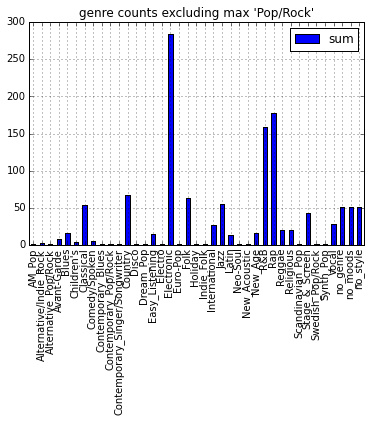 genre counts excluding max 'Pop/Rock'
300
250
200
150
100
50
0
sum
AM_Pop
Alternative/Indie_Rock
Alternative_Pop/Rock
Avant-Garde
Blues
Children's
Classical
Comedy/Spoken
Contemporary_Blues
Contemporary_Pop/Rock
Contemporary_Singer/Songwriter
Country
Disco
Dream_Pop
Easy_Listening
Electro
Electronic
Euro-Pop
Folk
Holiday
Indie_Folk
International
Jazz
Latin
Neo-Soul
New_Acoustic
New_Age
R&B
Rap
Reggae
Religious
Scandinavian_Pop
Stage_&_Screen
Swedish_Pop/Rock
Synth_Pop
Vocal
no_genre
no_moods
no_style